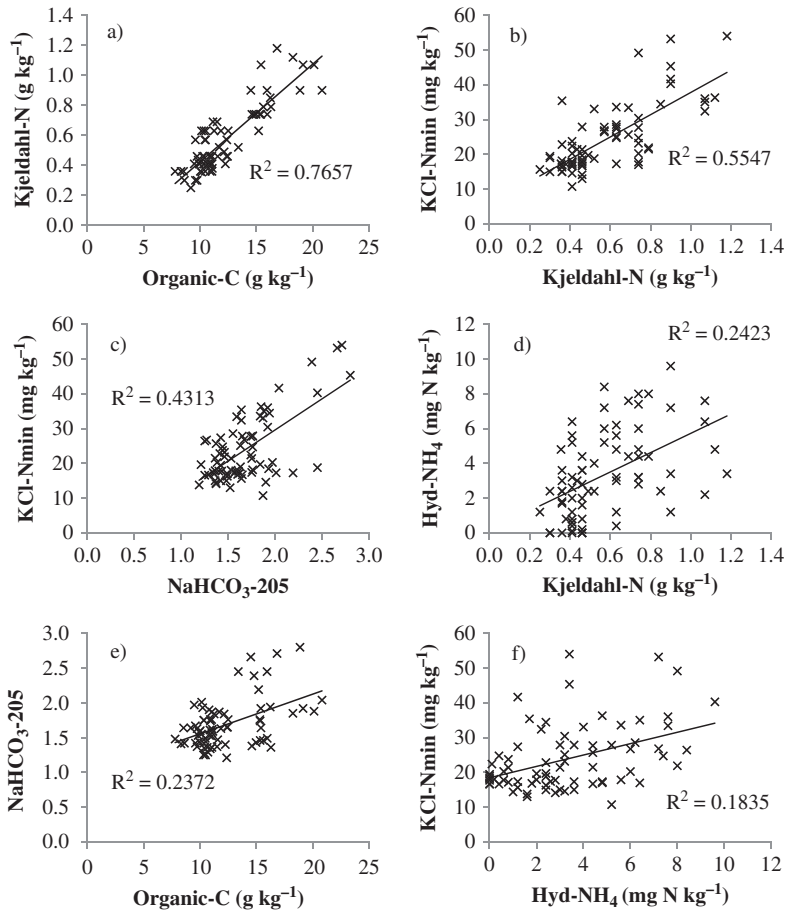 a)
Kjeldahl-N (g kg⁻¹)
1.4
1.2
1.0
0.8
0.6
0.4
0.2
0.0
R² = 0.7657
0 5 10 15 20 25
Organic-C (g kg⁻¹)
b)
KCl-Nmin (mg kg⁻¹)
60
50
40
30
20
10
0
R² = 0.5547
0.0 0.2 0.4 0.6 0.8 1.0 1.2 1.4
Kjeldahl-N (g kg⁻¹)
c)
KCl-Nmin (mg kg⁻¹)
60
50
40
30
20
10
0
R² = 0.4313
0.0 0.5 1.0 1.5 2.0 2.5 3.0
NaHCO₃-205
d)
Hyd-NH₄ (mg N kg⁻¹)
12
10
8
6
4
2
0
R² = 0.2423
0.0 0.2 0.4 0.6 0.8 1.0 1.2 1.4
Kjeldahl-N (g kg⁻¹)
e)
NaHCO₃-205
3.0
2.5
2.0
1.5
1.0
0.5
0.0
R² = 0.2372
0 5 10 15 20 25
Organic-C (g kg⁻¹)
f)
KCl-Nmin (mg kg⁻¹)
60
50
40
30
20
10
0
R² = 0.1835
0 2 4 6 8 10 12
Hyd-NH₄ (mg N kg⁻¹)